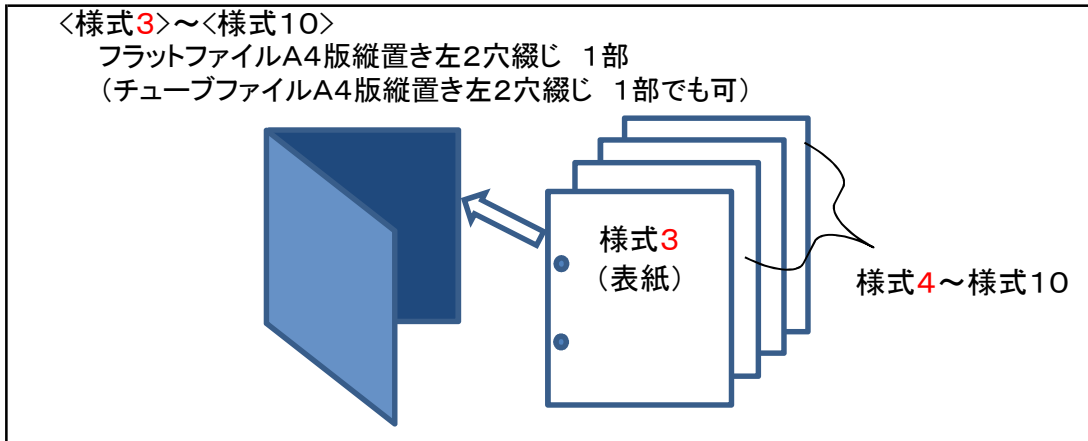 <様式3>~<様式10>
フラットファイルA4版縦置き左2穴綴じ 1部
(チューブファイルA4版縦置き左2穴綴じ 1部でも可)
様式3
(表紙)
様式4~様式10